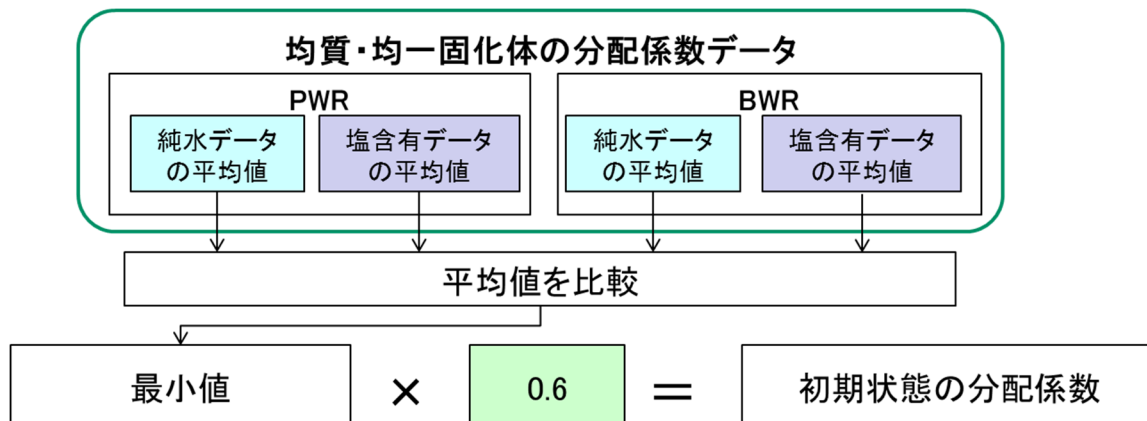 均質・均一固化体の分配係数データ
PWR
BWR
純水データ
の平均値
塩含有データ
の平均値
純水データ
の平均値
塩含有データ
の平均値
平均値を比較
最小値
×
0.6
=
初期状態の分配係数